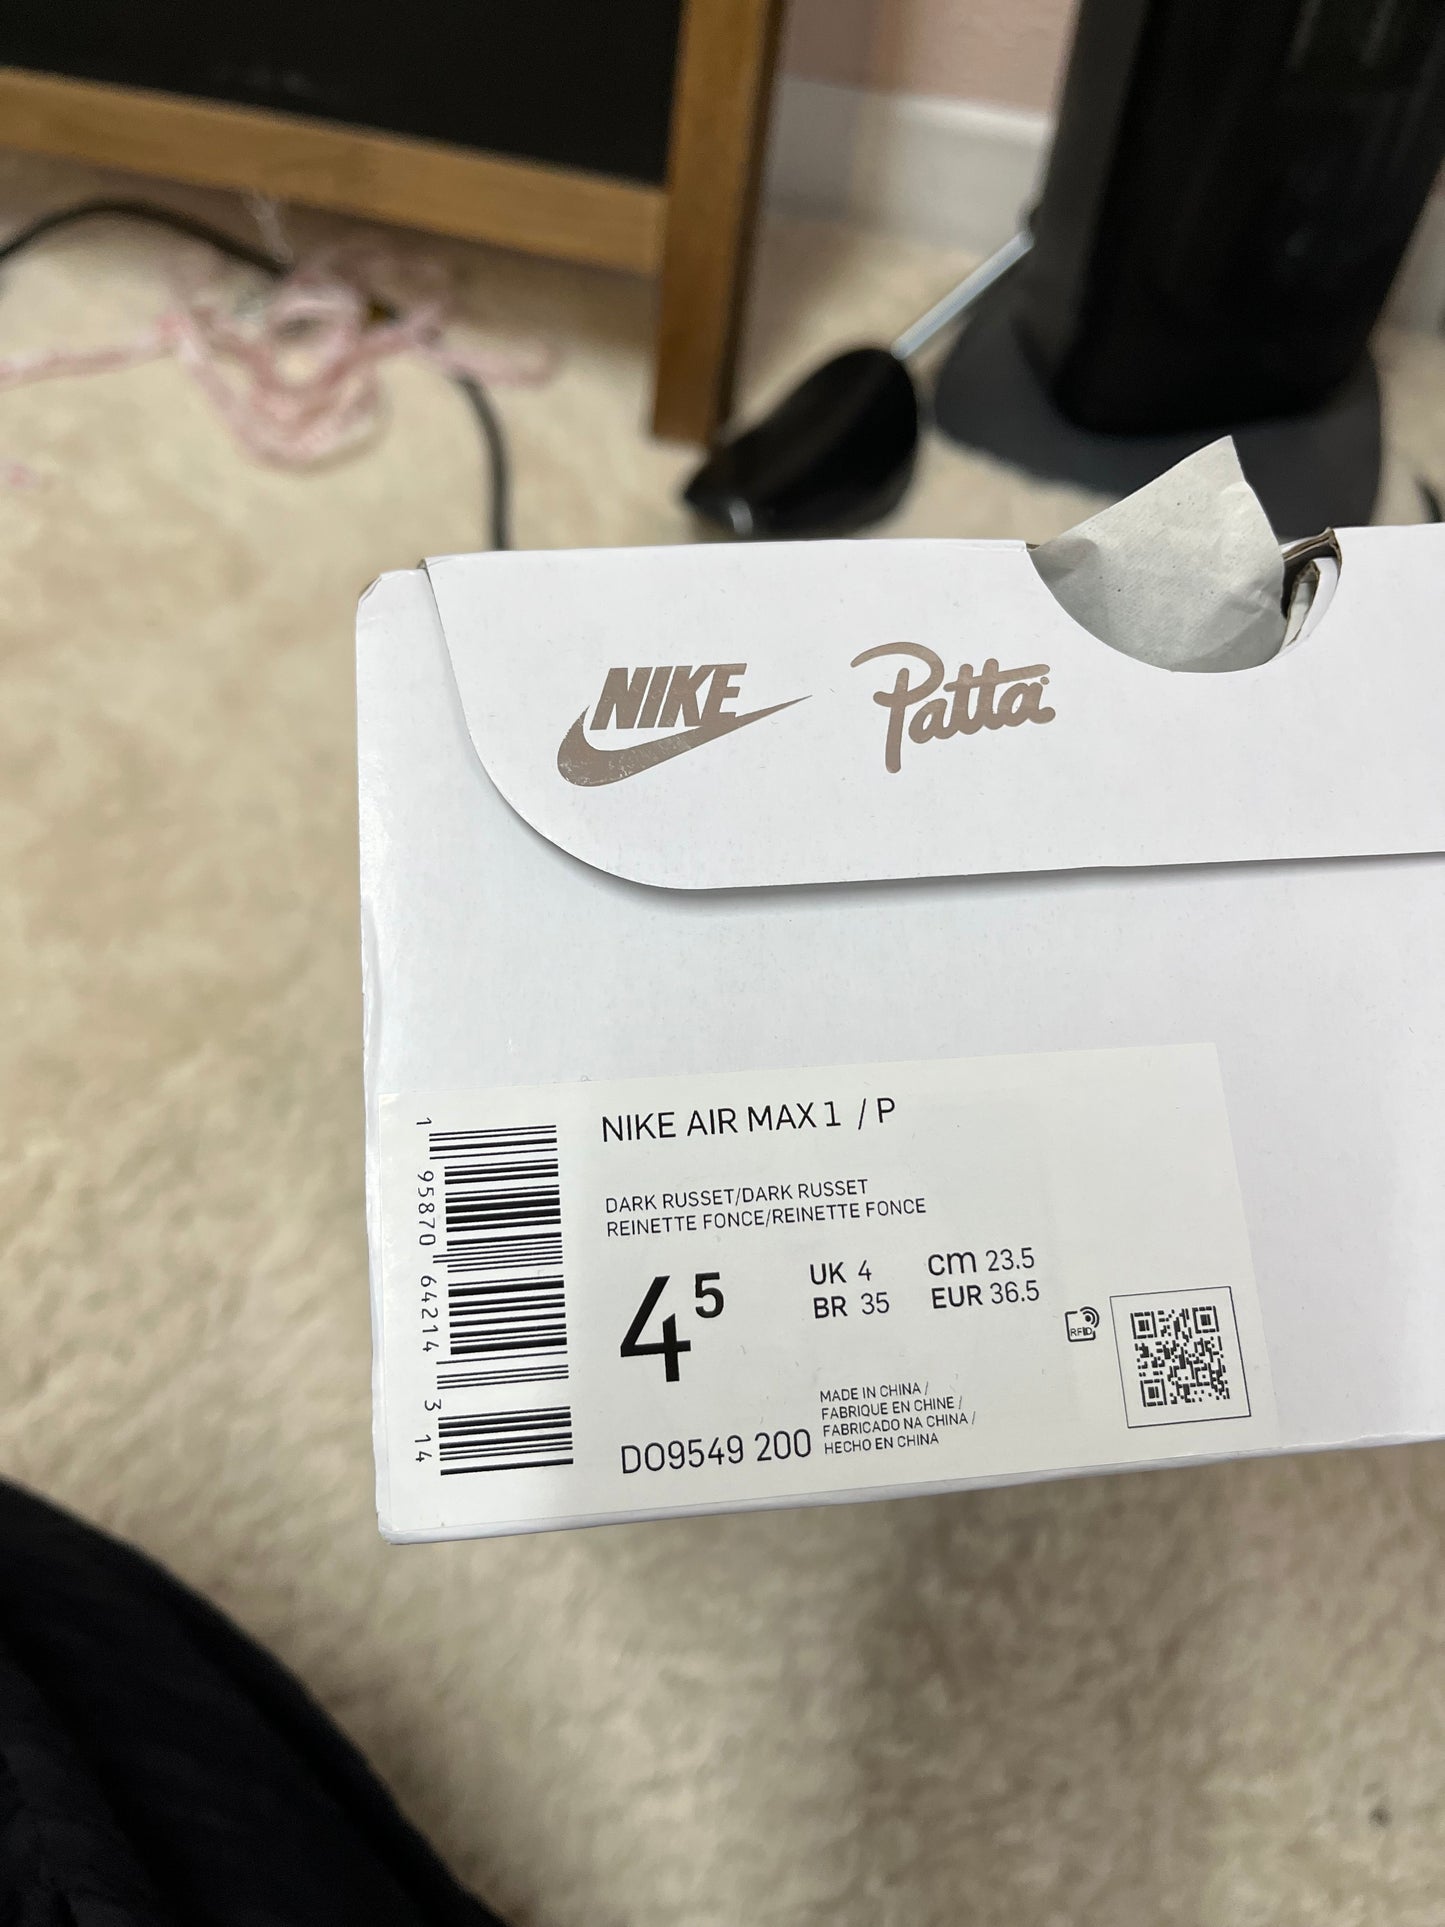 NIKE Patta
NIKE AIR MAX 1 / P
DARK RUSSET/DARK RUSSET
REINETTE FONCE/REINETTE FONCE
4 5
UK 4 cm 23.5
BR 35 EUR 36.5
RFID
MADE IN CHINA /
FABRIQUE EN CHINE /
FABRICADO NA CHINA /
HECHO EN CHINA
DO9549 200
1 95870 64214 3 14